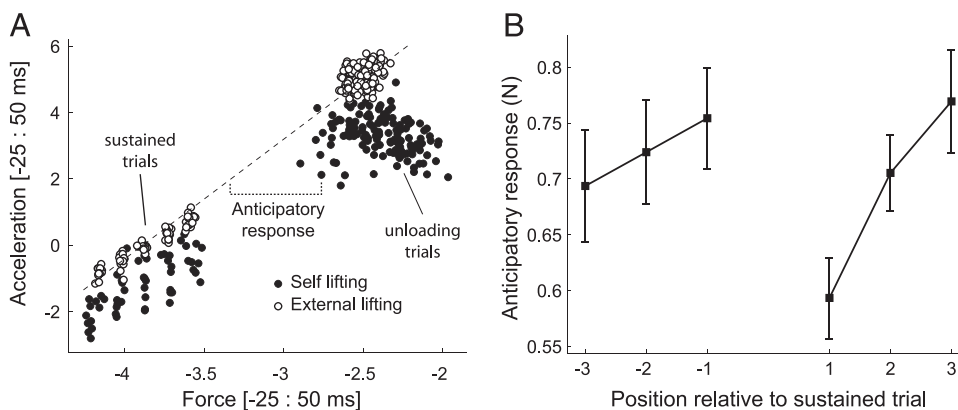 A
Acceleration [-25 : 50 ms]
6
4
2
0
-2
sustained
trials
Anticipatory
response
unloading
trials
Self lifting
External lifting
-4
-3.5
-3
-2.5
-2
Force [-25 : 50 ms]
B
Anticipatory response (N)
0.8
0.75
0.7
0.65
0.6
0.55
-3
-2
-1
1
2
3
Position relative to sustained trial